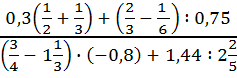 0,3(1/2 + 1/3) + (2/3 − 1/6) : 0,75
(3/4 − 1 1/3) · (−0,8) + 1,44 : 2 2/5